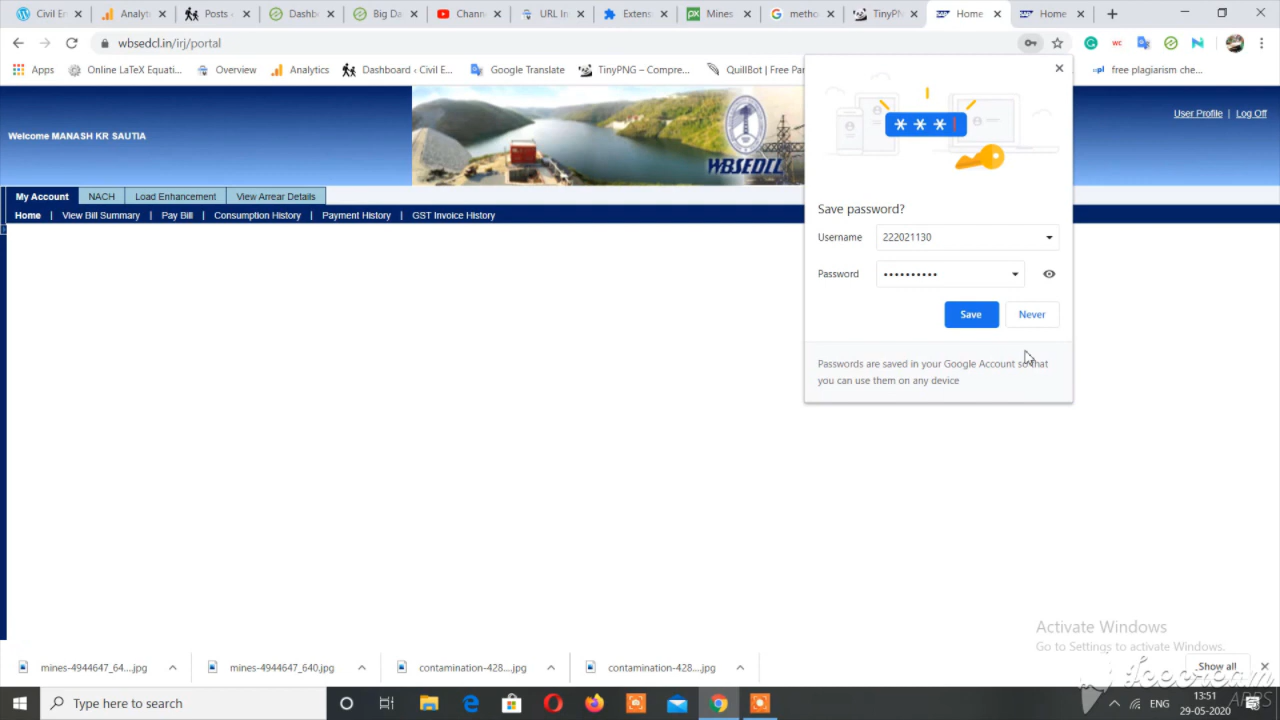 Civil En
Analyti
Posts ‹
Dashbo
Big Da
Chann
URL In
Extens
Mines
metho
TinyPN
Home
Home
wbsedcl.in/irj/portal
Apps
Online LaTeX Equati...
Overview
Analytics
Dashboard ‹ Civil E...
Google Translate
TinyPNG – Compre...
QuillBot | Free Par
free plagiarism che...
Welcome MANASH KR SAUTIA
WBSEDCL
User Profile | Log Off
My Account
NACH
Load Enhancement
View Arrear Details
Home | View Bill Summary | Pay Bill | Consumption History | Payment History | GST Invoice History
Save password?
Username
222021130
Password
••••••••••
Save
Never
Passwords are saved in your Google Account so that
you can use them on any device
Activate Windows
Go to Settings to activate Windows.
mines-4944647_64....jpg
mines-4944647_640.jpg
contamination-428....jpg
contamination-428....jpg
Show all
Icecream
APPS
Type here to search
ENG
13:51
29-05-2020